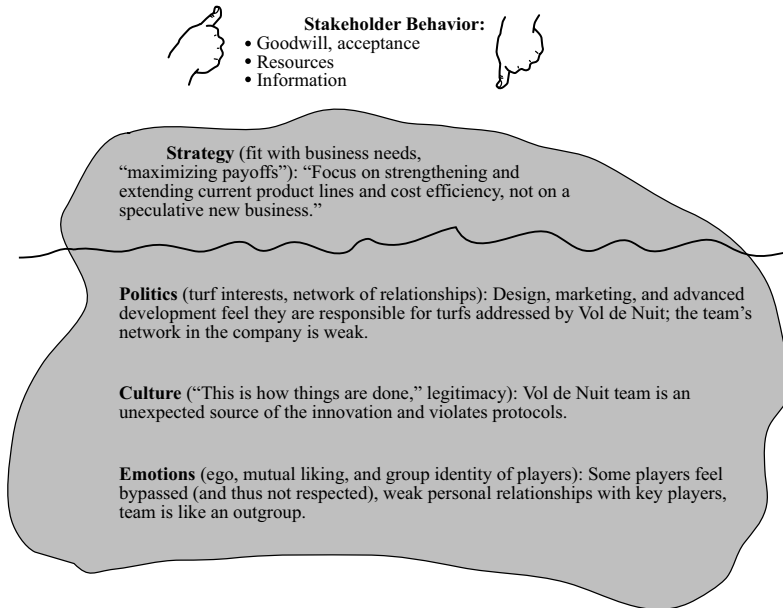 Stakeholder Behavior:
• Goodwill, acceptance
• Resources
• Information
Strategy (fit with business needs,
“maximizing payoffs”): “Focus on strengthening and
extending current product lines and cost efficiency, not on a
speculative new business.”
Politics (turf interests, network of relationships): Design, marketing, and advanced
development feel they are responsible for turfs addressed by Vol de Nuit; the team’s
network in the company is weak.
Culture (“This is how things are done,” legitimacy): Vol de Nuit team is an
unexpected source of the innovation and violates protocols.
Emotions (ego, mutual liking, and group identity of players): Some players feel
bypassed (and thus not respected), weak personal relationships with key players,
team is like an outgroup.